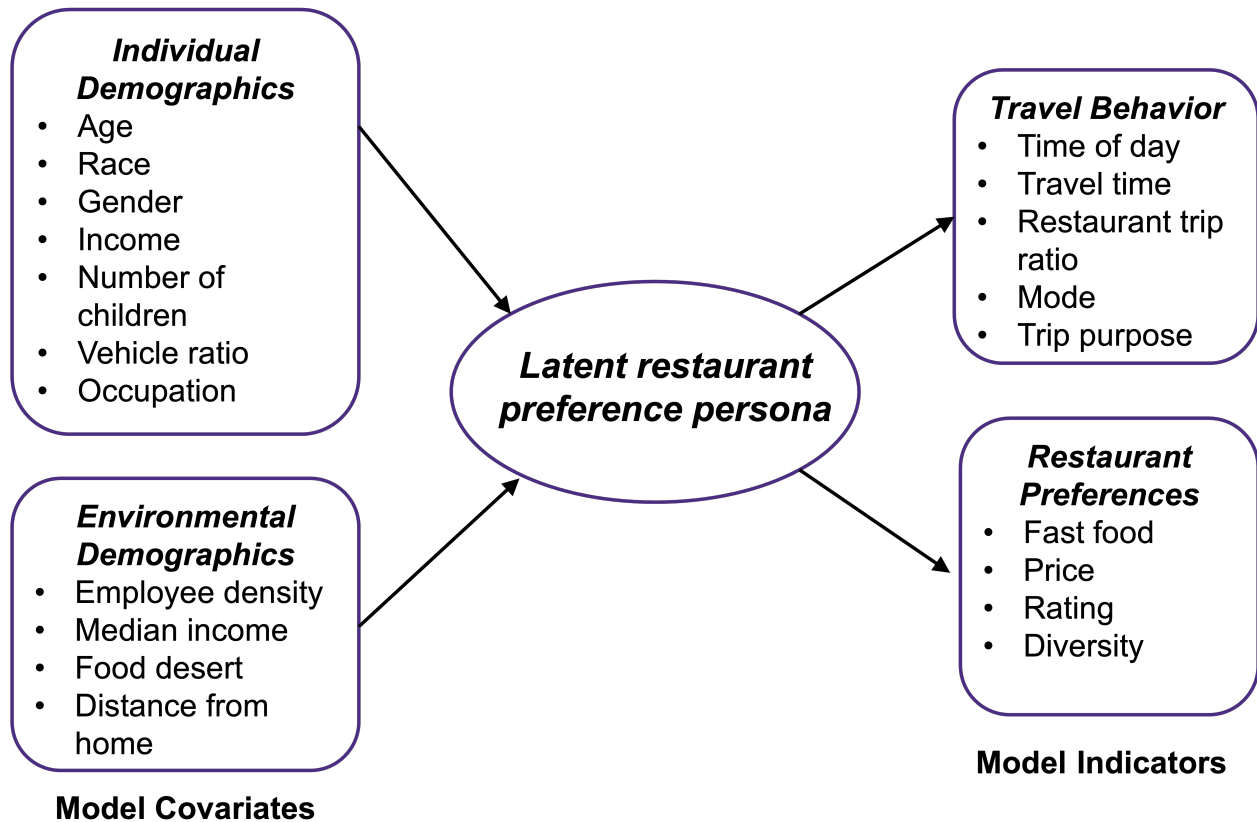 Individual
Demographics
• Age
• Race
• Gender
• Income
• Number of
children
• Vehicle ratio
• Occupation
Environmental
Demographics
• Employee density
• Median income
• Food desert
• Distance from
home
Model Covariates
Latent restaurant
preference persona
Travel Behavior
• Time of day
• Travel time
• Restaurant trip
ratio
• Mode
• Trip purpose
Restaurant
Preferences
• Fast food
• Price
• Rating
• Diversity
Model Indicators